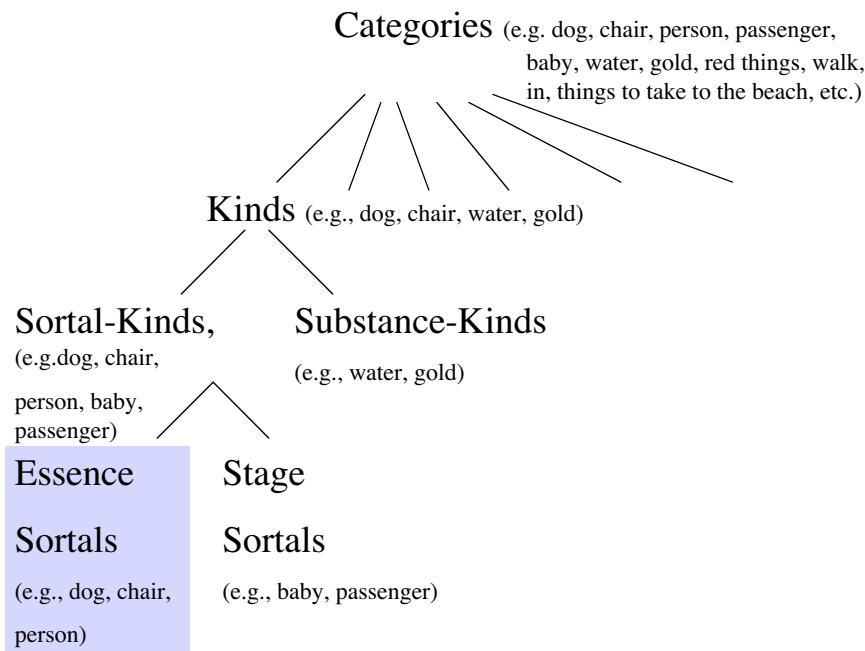 Categories (e.g. dog, chair, person, passenger,
baby, water, gold, red things, walk,
in, things to take to the beach, etc.)
Kinds (e.g., dog, chair, water, gold)
Sortal-Kinds,
(e.g.dog, chair,
person, baby,
passenger)
Substance-Kinds
(e.g., water, gold)
Essence
Sortals
(e.g., dog, chair,
person)
Stage
Sortals
(e.g., baby, passenger)